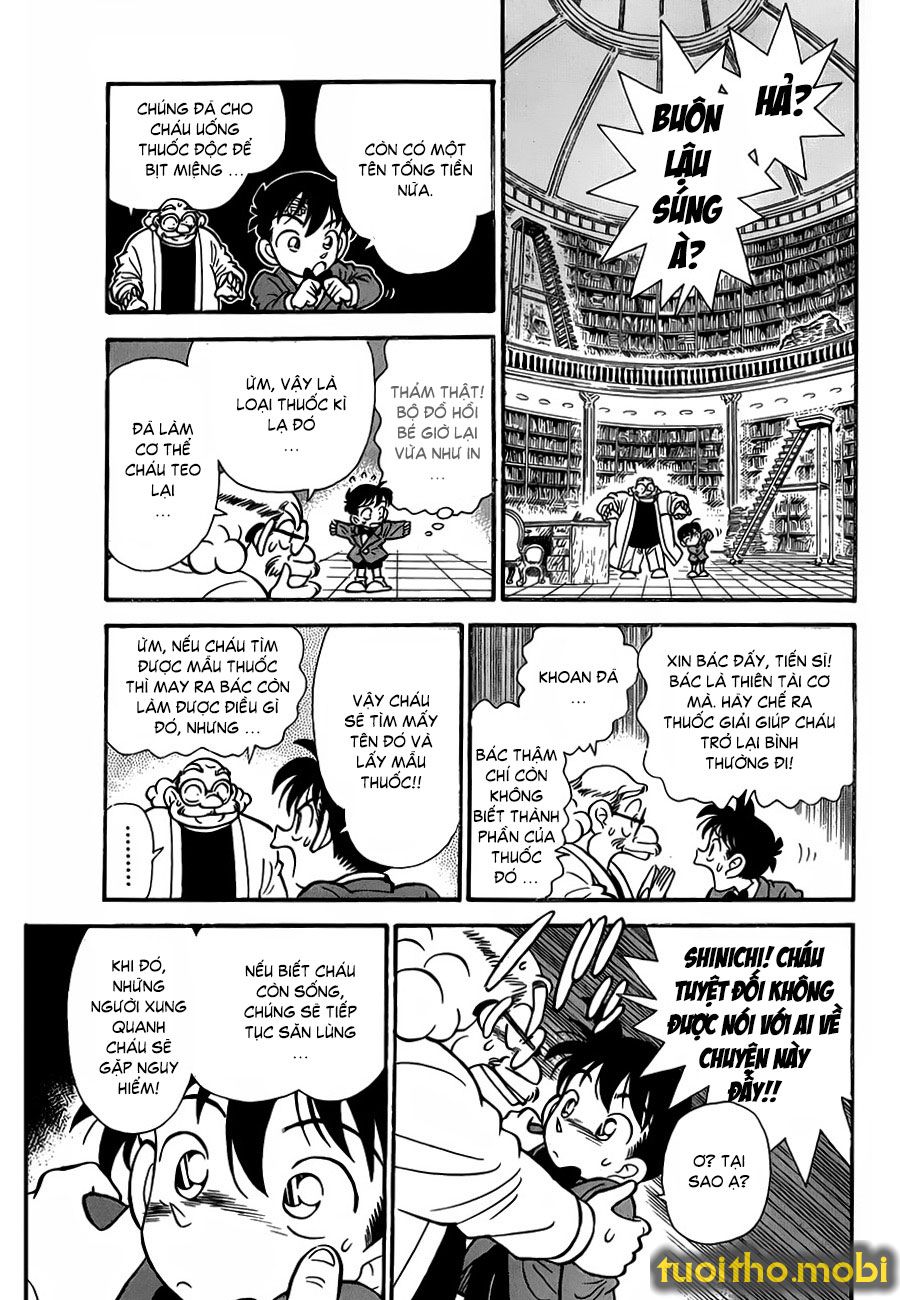 HẢ?
BUÔN
LẬU
SÚNG
À?
CÒN CÓ MỘT
TÊN TỐNG TIỀN
NỮA.
CHÚNG ĐÃ CHO
CHÁU UỐNG
THUỐC ĐỘC ĐỂ
BỊT MIỆNG ...
THẢM THẬT!
BỘ ĐỒ HỒI
BÉ GIỜ LẠI
VỪA NHƯ IN
...
ỪM, VẬY LÀ
LOẠI THUỐC KÌ
LẠ ĐÓ
ĐÃ LÀM
CƠ THỂ
CHÁU TEO
LẠI
...
XIN BÁC ĐẤY, TIẾN SĨ!
BÁC LÀ THIÊN TÀI CƠ
MÀ. HÃY CHẾ RA
THUỐC GIẢI GIÚP CHÁU
TRỞ LẠI BÌNH
THƯỜNG ĐI!
KHOAN ĐÃ
...
BÁC THẬM
CHÍ CÒN
KHÔNG
BIẾT THÀNH
PHẦN CỦA
THUỐC
ĐÓ ...
VẬY CHÁU
SẼ TÌM MẤY
TÊN ĐÓ VÀ
LẤY MẪU
THUỐC!!
ỪM, NẾU CHÁU TÌM
ĐƯỢC MẪU THUỐC
THÌ MAY RA BÁC CÒN
LÀM ĐƯỢC ĐIỀU GÌ
ĐÓ, NHƯNG ...
.........
SHINICHI! CHÁU
TUYỆT ĐỐI KHÔNG
ĐƯỢC NÓI VỚI AI VỀ
CHUYỆN NÀY
ĐẤY!!
Ơ? TẠI
SAO Ạ?
NẾU BIẾT CHÁU
CÒN SỐNG,
CHÚNG SẼ TIẾP
TỤC SĂN LÙNG
...
KHI ĐÓ,
NHỮNG
NGƯỜI XUNG
QUANH
CHÁU SẼ
GẶP NGUY
HIỂM!
tuoitho.mobi